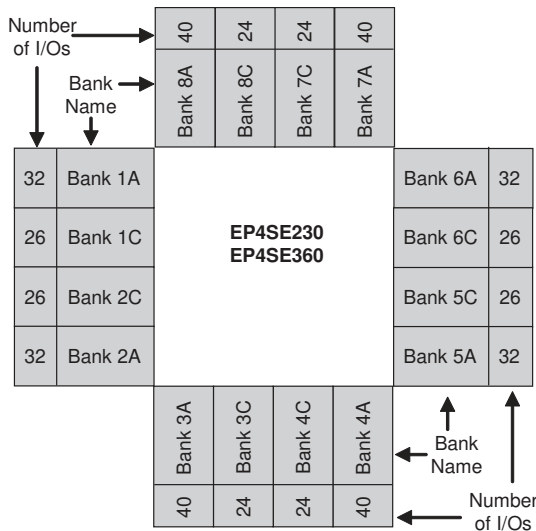 Number
of I/Os
40 24 24 40
Bank
Name
Bank 8A Bank 8C Bank 7C Bank 7A
32 Bank 1A
26 Bank 1C
26 Bank 2C
32 Bank 2A
EP4SE230
EP4SE360
Bank 6A 32
Bank 6C 26
Bank 5C 26
Bank 5A 32
Bank 3A Bank 3C Bank 4C Bank 4A
40 24 24 40
Bank
Name
Number
of I/Os